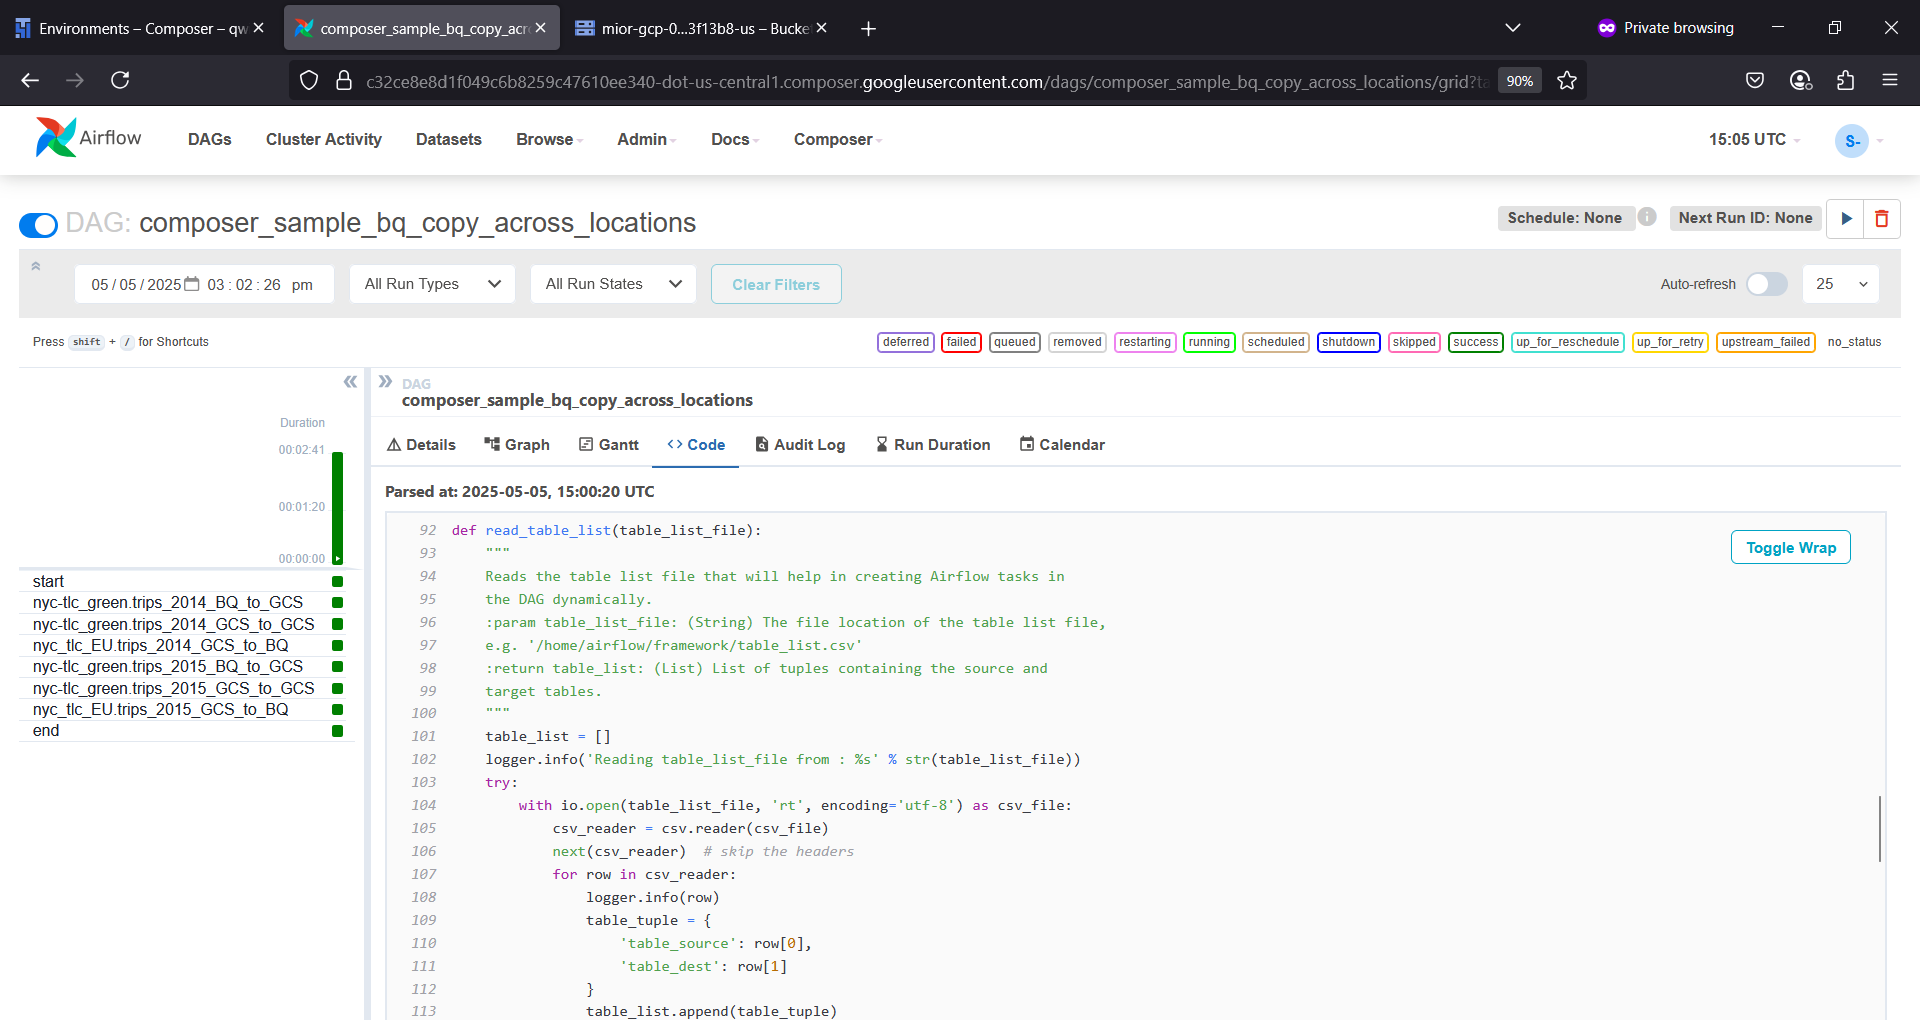 Environments – Composer – qw
composer_sample_bq_copy_acr
mior-gcp-0...3f13b8-us – Bucke
Private browsing
c32ce8e8d1f049c6b8259c47610ee340-dot-us-central1.composer.googleusercontent.com/dags/composer_sample_bq_copy_across_locations/grid?ta
90%
Airflow
DAGs
Cluster Activity
Datasets
Browse
Admin
Docs
Composer
15:05 UTC
S-
DAG: composer_sample_bq_copy_across_locations
Schedule: None
Next Run ID: None
05 / 05 / 2025 03 : 02 : 26 pm
All Run Types
All Run States
Clear Filters
Auto-refresh
25
Press shift + / for Shortcuts
deferred failed queued removed restarting running scheduled shutdown skipped success up_for_reschedule up_for_retry upstream_failed no_status
Duration
00:02:41
00:01:20
00:00:00
start
nyc-tlc_green.trips_2014_BQ_to_GCS
nyc-tlc_green.trips_2014_GCS_to_GCS
nyc_tlc_EU.trips_2014_GCS_to_BQ
nyc-tlc_green.trips_2015_BQ_to_GCS
nyc-tlc_green.trips_2015_GCS_to_GCS
nyc_tlc_EU.trips_2015_GCS_to_BQ
end
DAG
composer_sample_bq_copy_across_locations
Details
Graph
Gantt
Code
Audit Log
Run Duration
Calendar
Parsed at: 2025-05-05, 15:00:20 UTC
Toggle Wrap
92 def read_table_list(table_list_file):
93     """
94     Reads the table list file that will help in creating Airflow tasks in
95     the DAG dynamically.
96     :param table_list_file: (String) The file location of the table list file,
97     e.g. '/home/airflow/framework/table_list.csv'
98     :return table_list: (List) List of tuples containing the source and
99     target tables.
100     """
101     table_list = []
102     logger.info('Reading table_list_file from : %s' % str(table_list_file))
103     try:
104         with io.open(table_list_file, 'rt', encoding='utf-8') as csv_file:
105             csv_reader = csv.reader(csv_file)
106             next(csv_reader)  # skip the headers
107             for row in csv_reader:
108                 logger.info(row)
109                 table_tuple = {
110                     'table_source': row[0],
111                     'table_dest': row[1]
112                 }
113                 table_list.append(table_tuple)